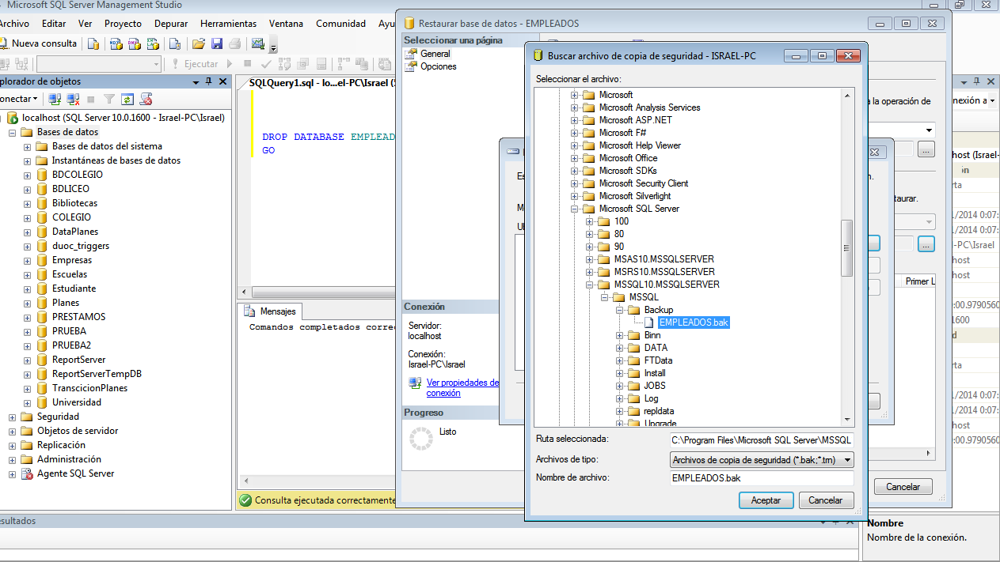 Microsoft SQL Server Management Studio
Archivo Editar Ver Proyecto Depurar Herramientas Ventana Comunidad Ayu
Nueva consulta
Ejecutar
plorador de objetos
onectar
localhost (SQL Server 10.0.1600 - Israel-PC\Israel)
Bases de datos
Bases de datos del sistema
Instantáneas de bases de datos
BDCOLEGIO
BDLICEO
Bibliotecas
COLEGIO
DataPlanes
duoc_triggers
Empresas
Escuelas
Estudiante
Planes
PRESTAMOS
PRUEBA
PRUEBA2
ReportServer
ReportServerTempDB
TranscicionPlanes
Universidad
Seguridad
Objetos de servidor
Replicación
Administración
Agente SQL Server
SQLQuery1.sql - lo...el-PC\Israel (5
DROP DATABASE EMPLEAD
GO
Mensajes
Comandos completados corre
Consulta ejecutada correctamente
esultados
Restaurar base de datos - EMPLEADOS
Seleccionar una página
General
Opciones
Conexión
Servidor:
localhost
Conexión:
Israel-PC\Israel
Ver propiedades de
conexión
Progreso
Listo
Es
M
Buscar archivo de copia de seguridad - ISRAEL-PC
Seleccionar el archivo:
Microsoft
Microsoft Analysis Services
Microsoft ASP.NET
Microsoft F#
Microsoft Help Viewer
Microsoft Office
Microsoft SDKs
Microsoft Security Client
Microsoft Silverlight
Microsoft SQL Server
100
80
90
MSAS10.MSSQLSERVER
MSRS10.MSSQLSERVER
MSSQL10.MSSQLSERVER
MSSQL
Backup
EMPLEADOS.bak
Binn
DATA
FTData
Install
JOBS
Log
repldata
Upgrade
Ruta seleccionada:
C:\Program Files\Microsoft SQL Server\MSSQL
Archivos de tipo:
Archivos de copia de seguridad (*.bak;*.trn)
Nombre de archivo:
EMPLEADOS.bak
Aceptar Cancelar
a la operación de
...
n.
taurar.
...
Primer L
Cancelar
nexión a
host (Israel-
ón
rta
1/2014 0:07:
1/2014 0:07:
l-PC\Israel
host
host
:00.9790560
1600
d
rta
1/2014 0:07:
1/2014 0:07:
host
:00.9790560
Nombre
Nombre de la conexión.